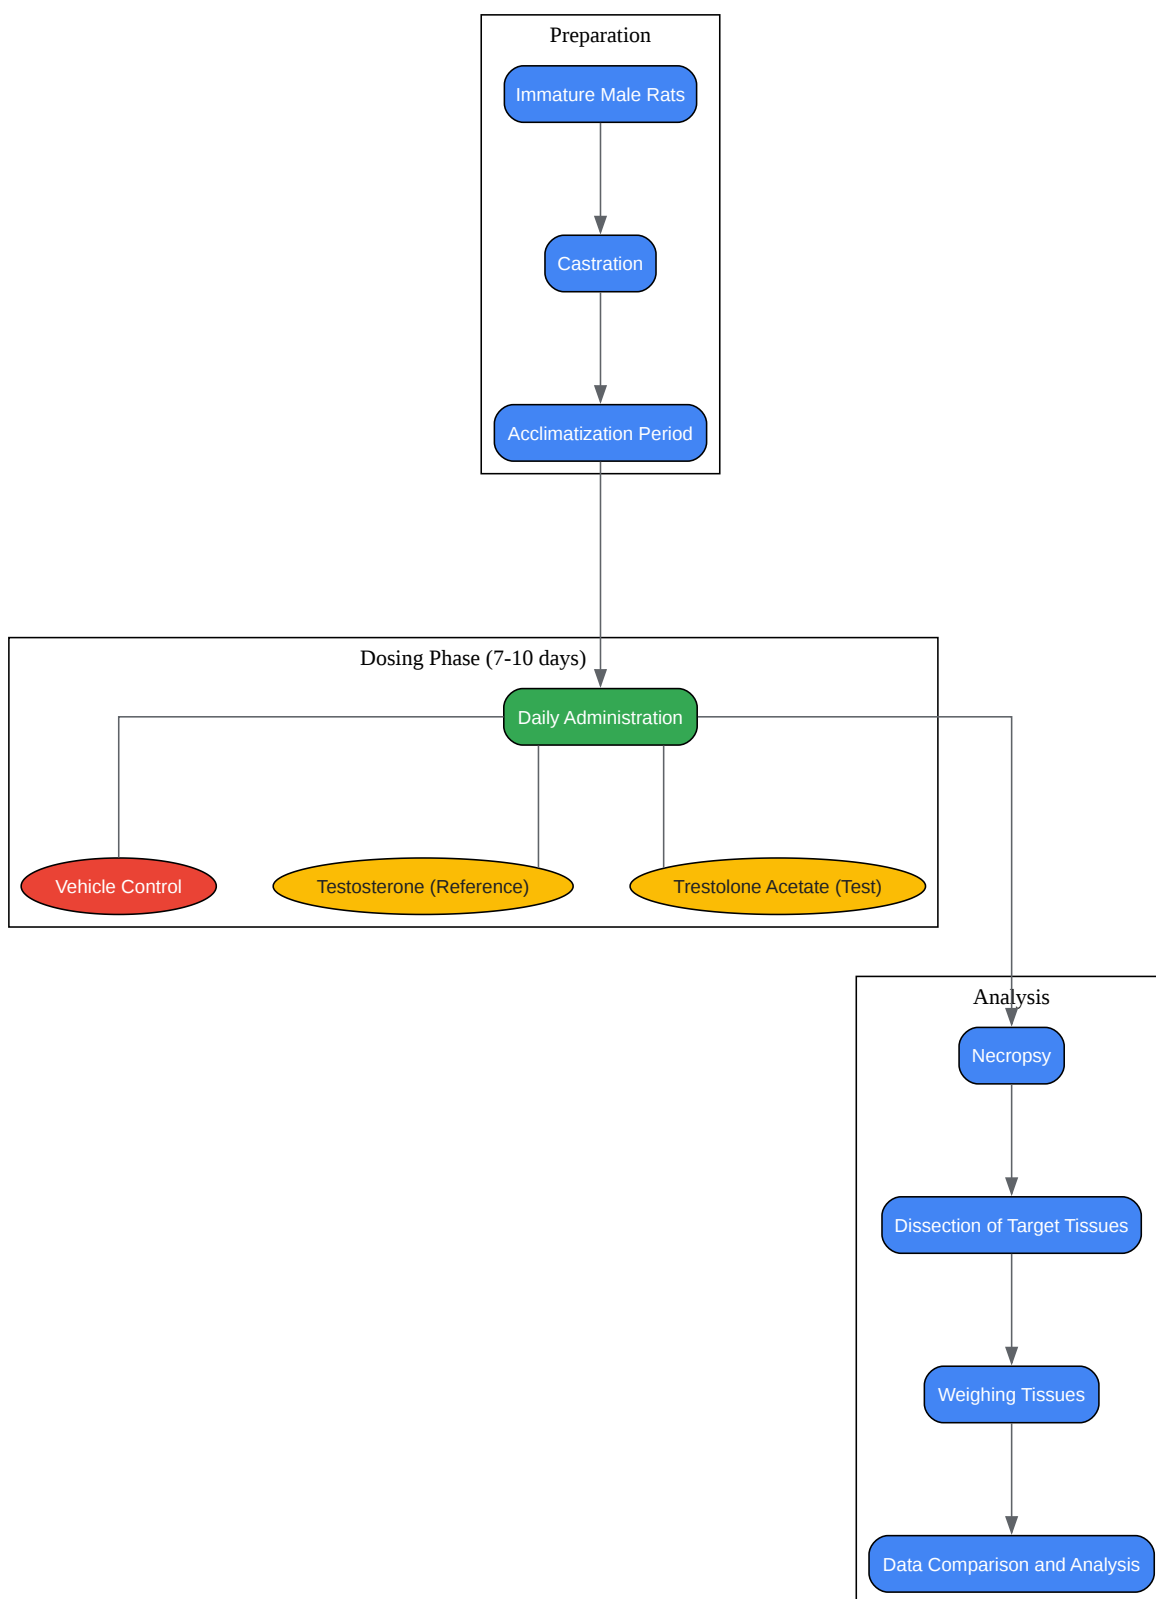 Preparation
Immature Male Rats
Castration
Acclimatization Period
Dosing Phase (7-10 days)
Daily Administration
Vehicle Control
Testosterone (Reference)
Trestolone Acetate (Test)
Analysis
Necropsy
Dissection of Target Tissues
Weighing Tissues
Data Comparison and Analysis